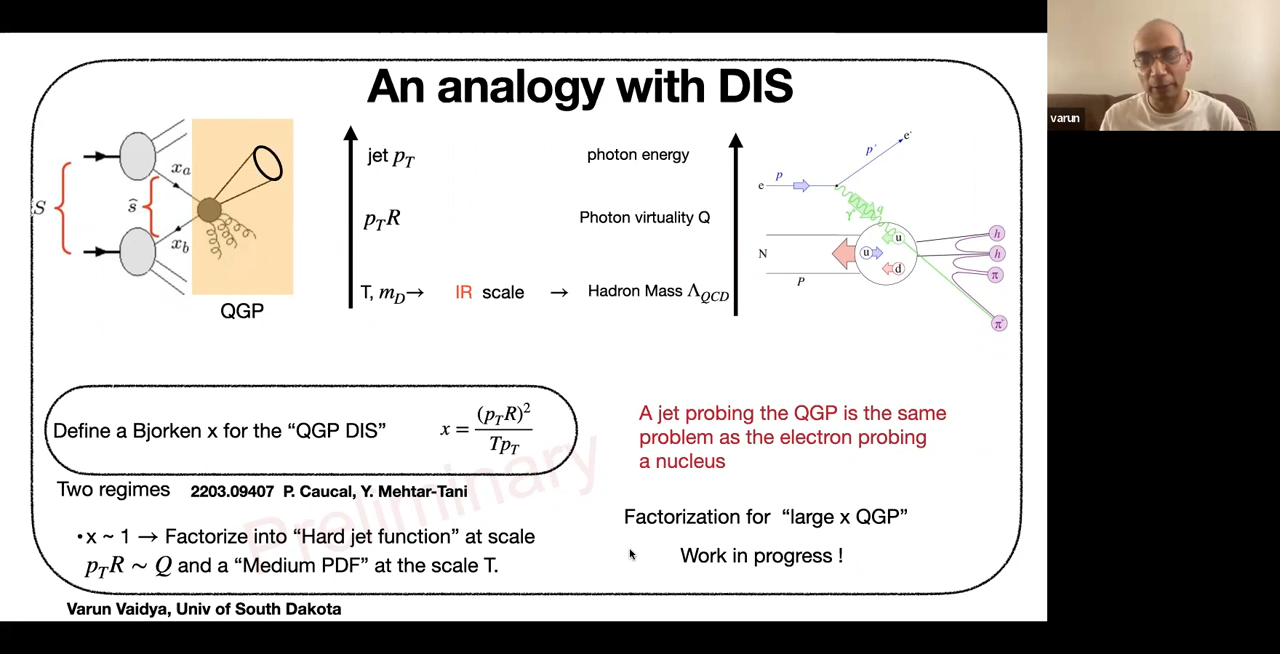 An analogy with DIS
varun
S
ŝ
x_a
x_b
QGP
jet p_T
p_T R
T, m_D→ IR scale → Hadron Mass Λ_QCD
photon energy
Photon virtuality Q
e
p
p'
e'
γ*
q
N
P
u
u
d
h
h
π
π+
Define a Bjorken x for the “QGP DIS” x = (p_T R)² / T p_T
A jet probing the QGP is the same
problem as the electron probing
a nucleus
Two regimes 2203.09407 P. Caucal, Y. Mehtar-Tani
•x ~ 1 → Factorize into “Hard jet function” at scale
p_T R ~ Q and a “Medium PDF” at the scale T.
Factorization for “large x QGP”
Work in progress !
Preliminary
Varun Vaidya, Univ of South Dakota